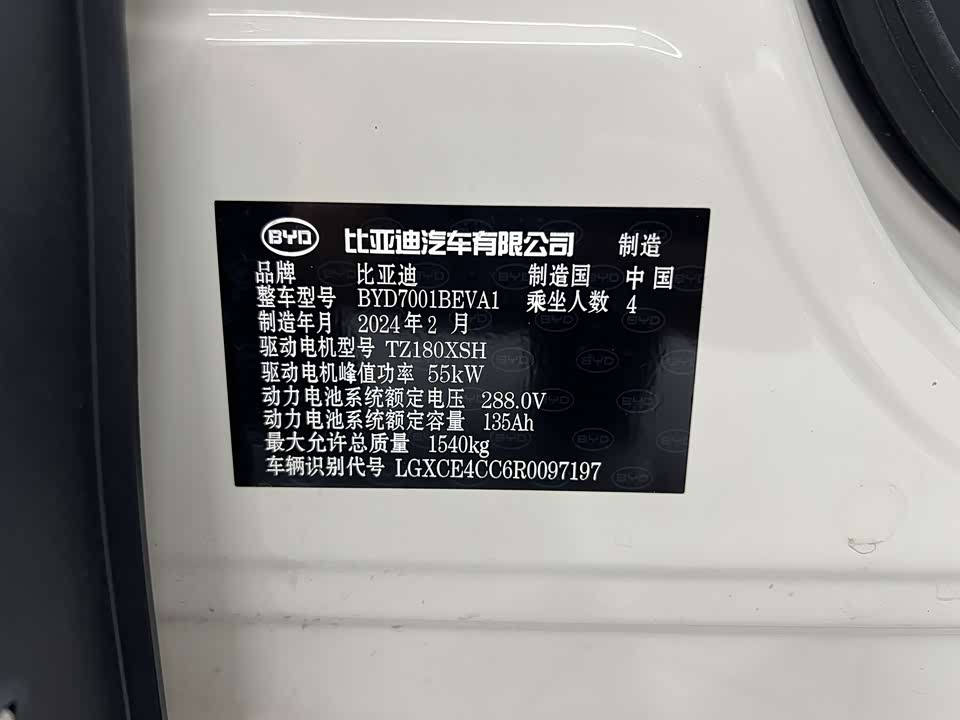 BYD 比亚迪汽车有限公司 制造
品牌 比亚迪 制造国 中国
整车型号 BYD7001BEVA1 乘坐人数 4
制造年月 2024年2月
驱动电机型号 TZ180XSH
驱动电机峰值功率 55kW
动力电池系统额定电压 288.0V
动力电池系统额定容量 135Ah
最大允许总质量 1540kg
车辆识别代号 LGXCE4CC6R0097197